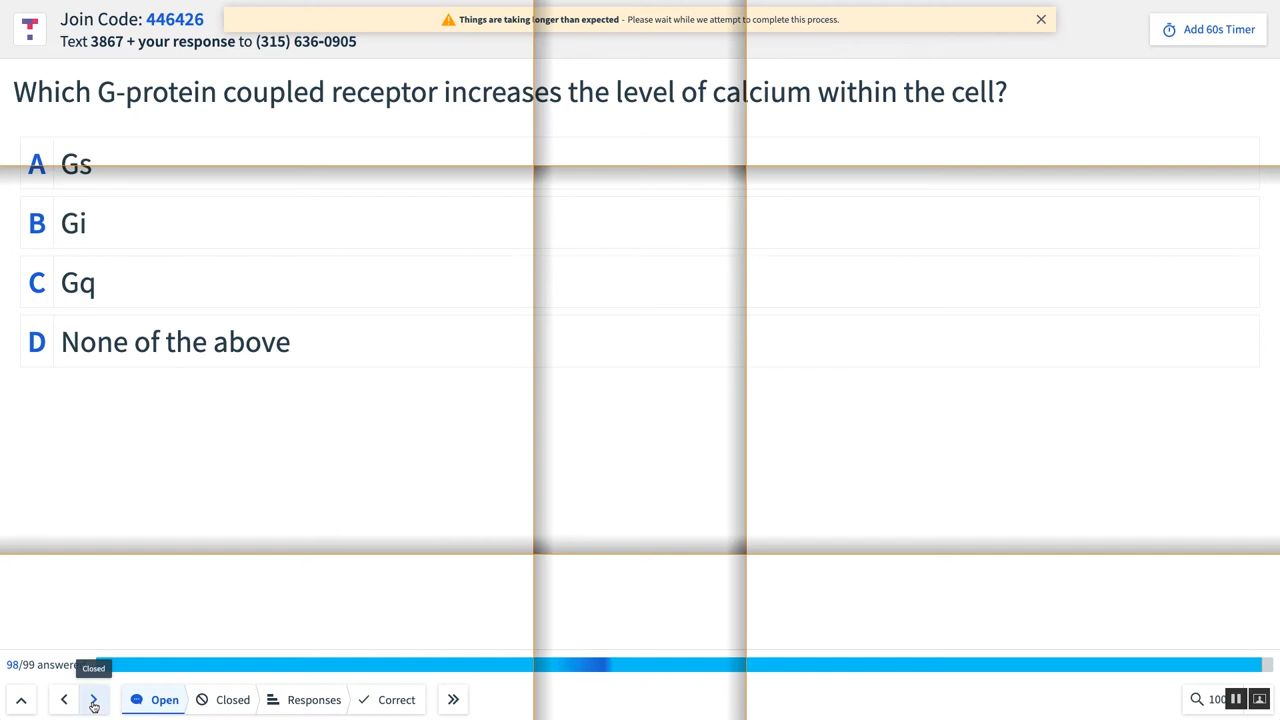 Join Code: 446426
Text 3867 + your response to (315) 636-0905
Things are taking longer than expected - Please wait while we attempt to complete this process.
Add 60s Timer
Which G-protein coupled receptor increases the level of calcium within the cell?
A Gs
B Gi
C Gq
D None of the above
98/99 answere
Closed
Open
Closed
Responses
Correct
100